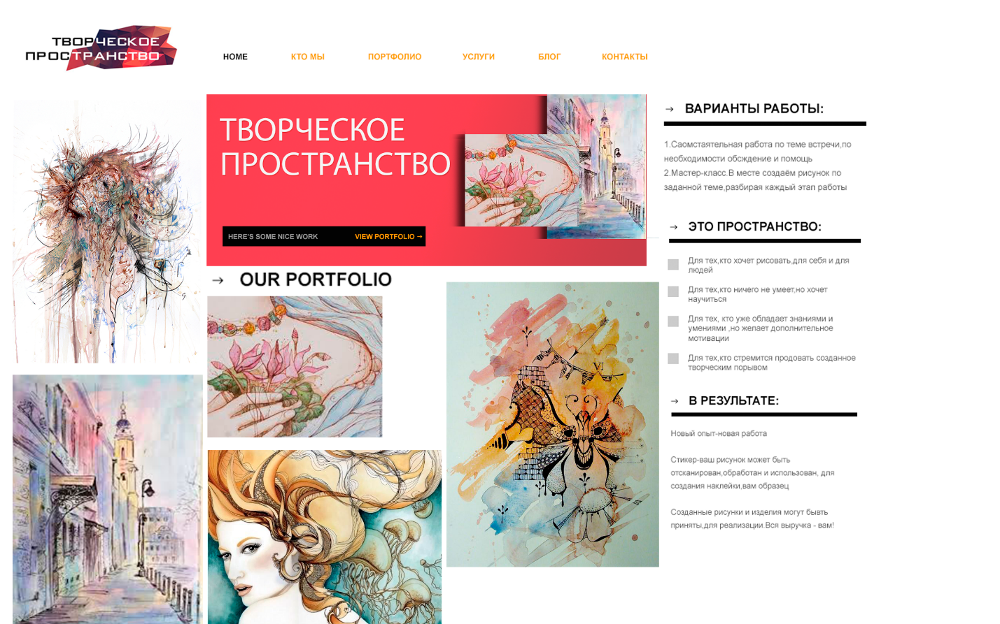 ТВОРЧЕСКОЕ
ПРОСТРАНСТВО
HOME
КТО МЫ
ПОРТФОЛИО
УСЛУГИ
БЛОГ
КОНТАКТЫ
ТВОРЧЕСКОЕ
ПРОСТРАНСТВО
HERE'S SOME NICE WORK
VIEW PORTFOLIO →
→ OUR PORTFOLIO
VI
→ ВАРИАНТЫ РАБОТЫ:
1.Саомстаятельная работа по теме встречи,по
необходимости обсждение и помощь
2.Мастер-класс.В месте создаём рисунок по
заданной теме,разбирая каждый этап работы
→ ЭТО ПРОСТРАНСТВО:
Для тех,кто хочет рисовать,для себя и для
людей
Для тех,кто ничего не умеет,но хочет
научиться
Для тех, кто уже обладает знаниями и
умениями ,но желает дополнительное
мотивации
Для тех,кто стремится продовать созданное
творческим порывом
→ В РЕЗУЛЬТАТЕ:
Новый опыт-новая работа
Стикер-ваш рисунок может быть
отсканирован,обработан и использован, для
создания наклейки,вам образец
Созданные рисунки и изделия могут бывть
приняты,для реализации.Вся выручка - вам!